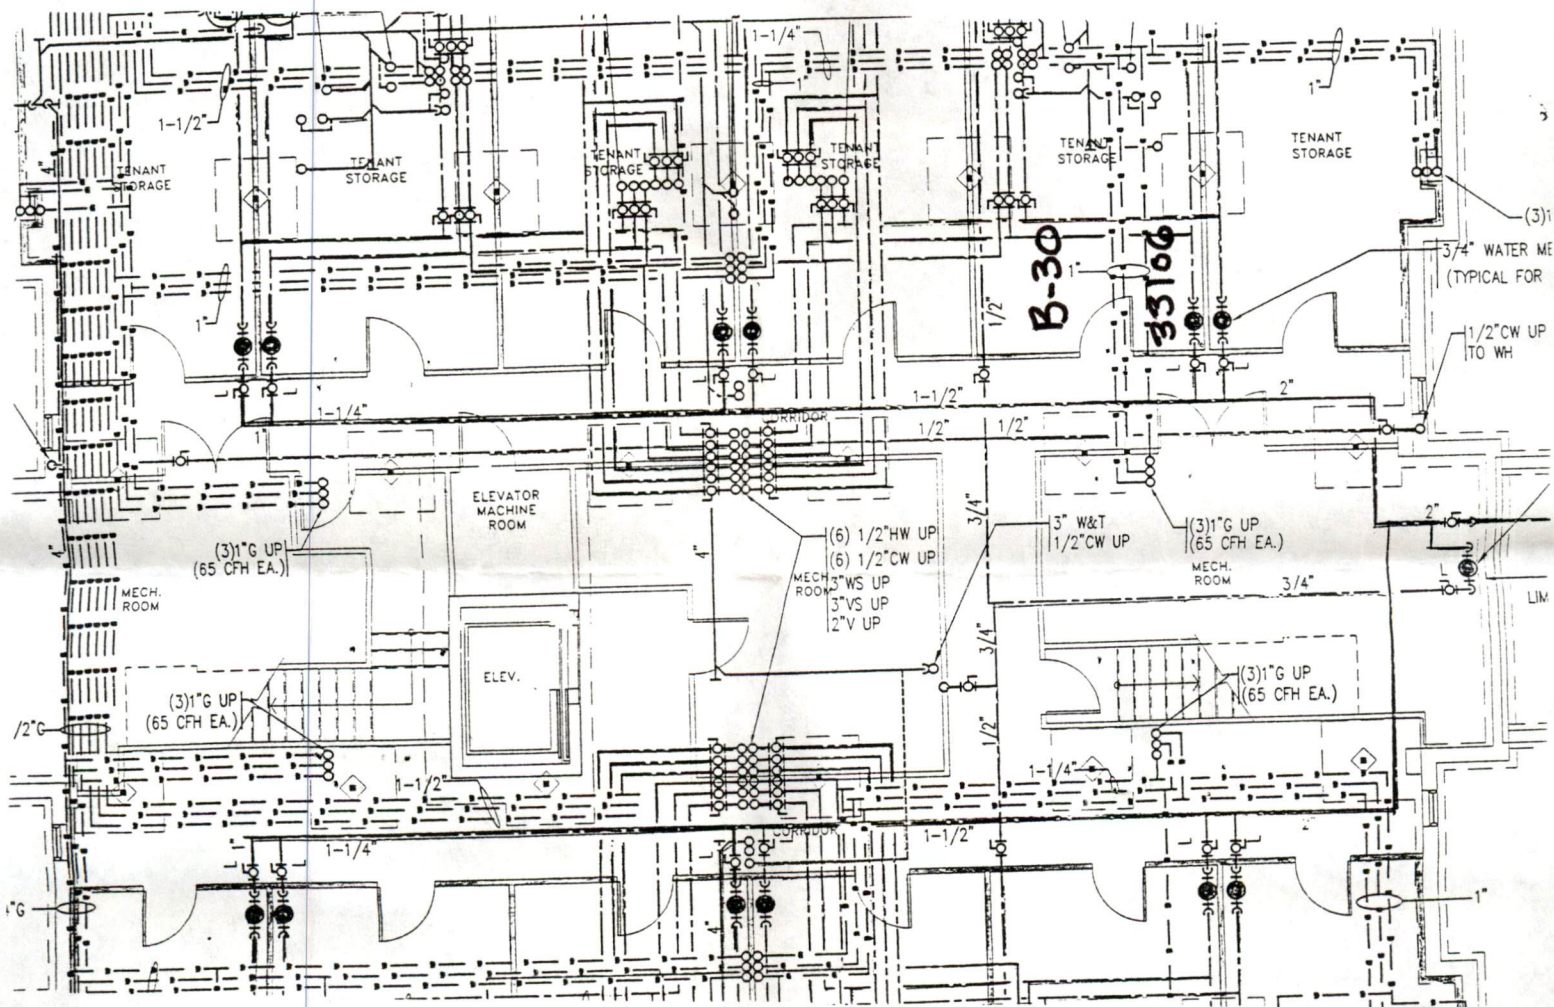 1-1/4"
1"
1-1/2"
4"
TENANT
STORAGE
TENANT
STORAGE
TENANT
STORAGE
TENANT
STORAGE
TENANT
STORAGE
TENANT
STORAGE
(3)1
3/4" WATER ME
(TYPICAL FOR
B-30
33T06
1"
1"
1/2"
1/2"CW UP
TO WH
1-1/4"
1"
1-1/2"
2"
CORRIDOR
1/2"
1/2"
ELEVATOR
MACHINE
ROOM
(3)1"G UP
(65 CFH EA.)
4"
MECH.
ROOM
4"
(6) 1/2"HW UP
(6) 1/2"CW UP
3"WS UP
3"VS UP
2"V UP
MECH.
ROOM
3/4"
3" W&T
1/2"CW UP
(3)1"G UP
(65 CFH EA.)
MECH.
ROOM
2"
3/4"
LIM
3/4"
ELEV.
(3)1"G UP
(65 CFH EA.)
(3)1"G UP
(65 CFH EA.)
/2"G
1/2"
1-1/2"
1-1/4"
1-1/4"
CORRIDOR
1-1/2"
2"
"G
4"
1"